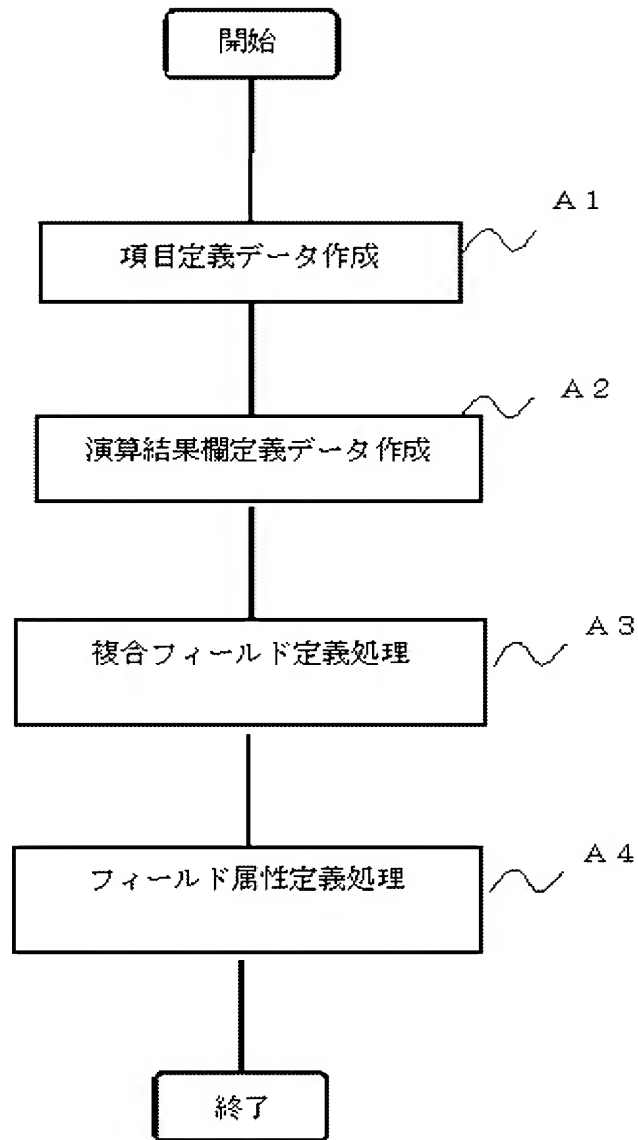 開始
A1
項目定義データ作成
A2
演算結果欄定義データ作成
A3
複合フィールド定義処理
A4
フィールド属性定義処理
終了